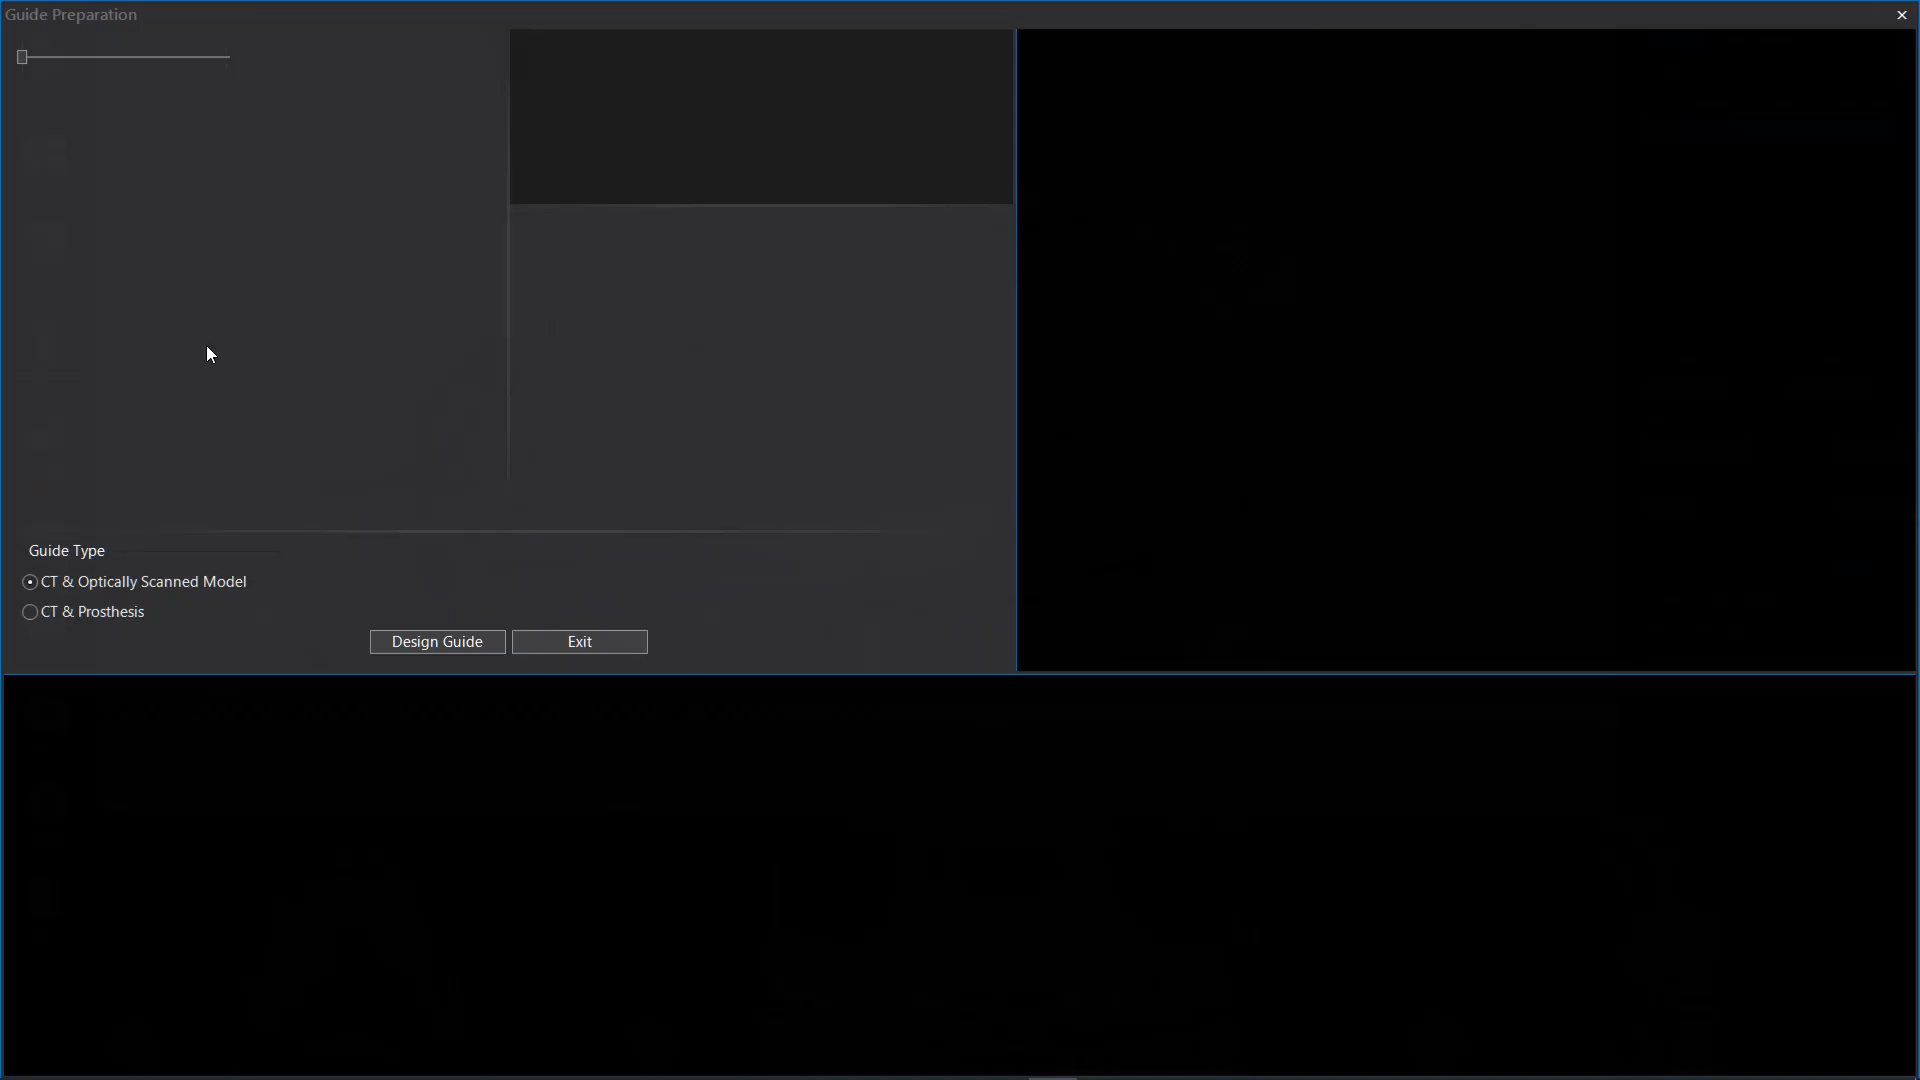 Guide Preparation
Guide Type
CT & Optically Scanned Model
CT & Prosthesis
Design Guide
Exit